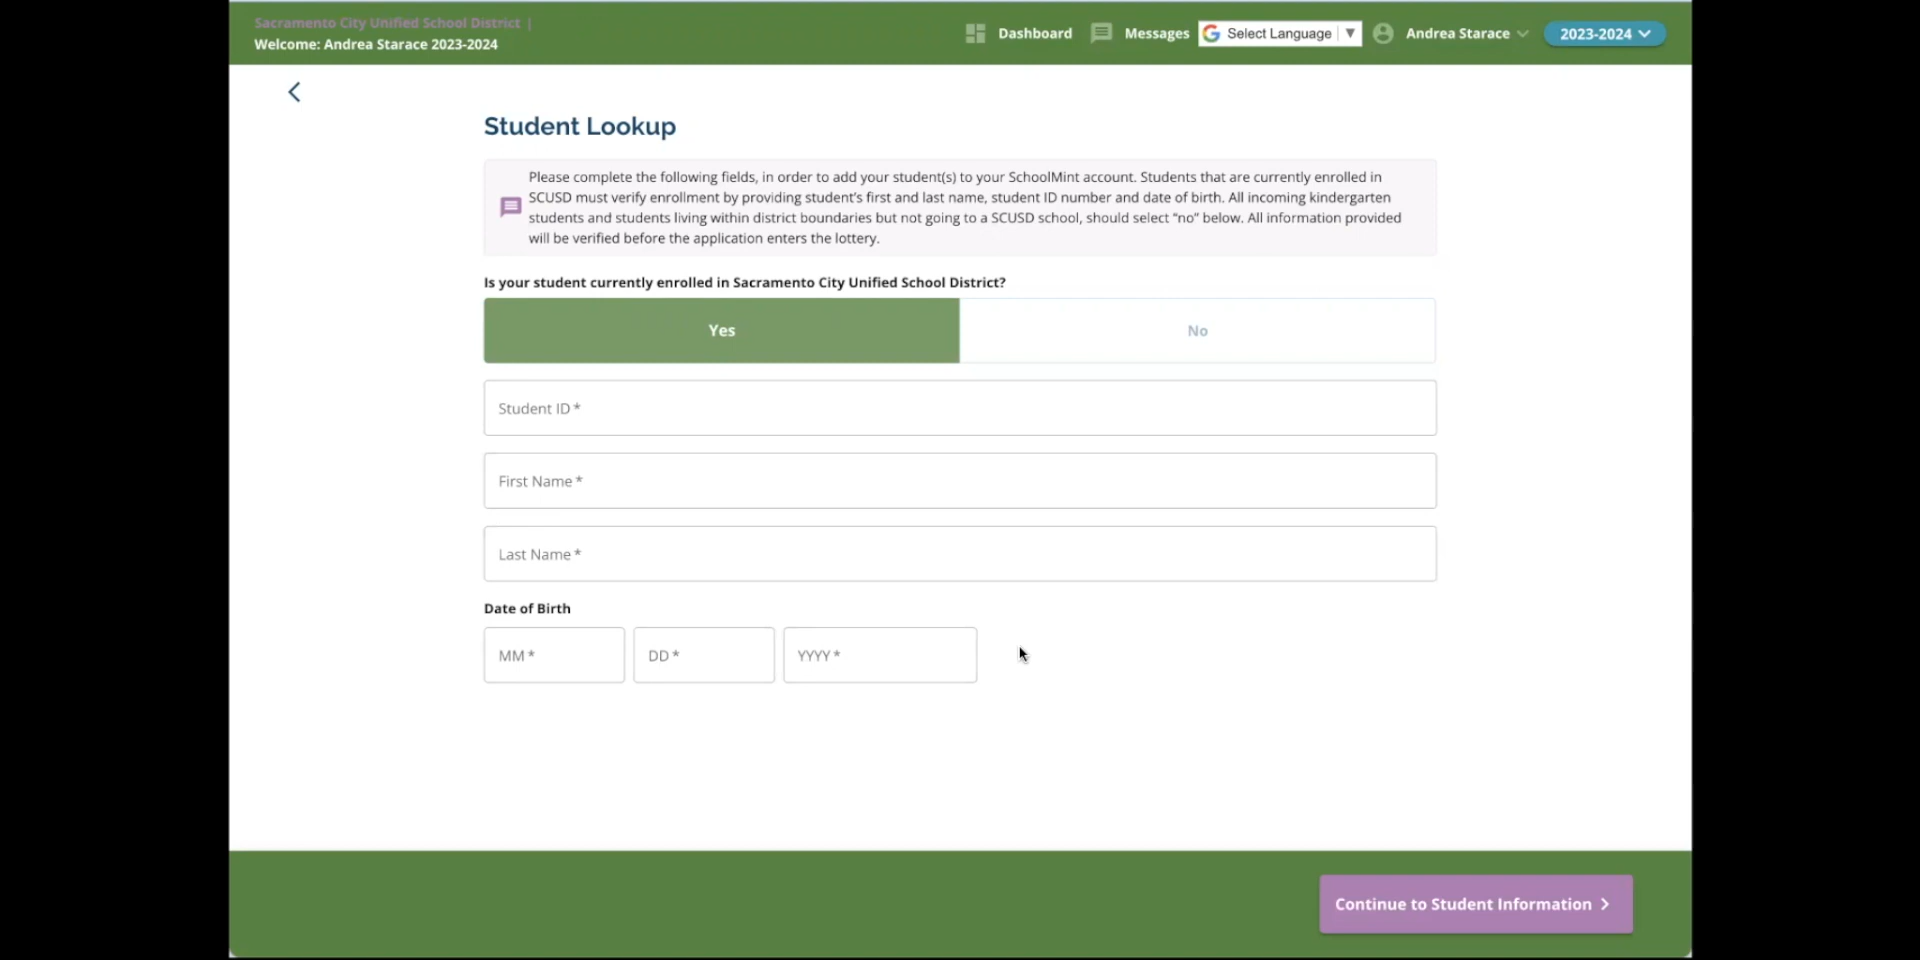 Sacramento City Unified School District |
Welcome: Andrea Starace 2023-2024
Dashboard
Messages
Select Language ▼
Andrea Starace
2023-2024
Student Lookup
Please complete the following fields, in order to add your student(s) to your SchoolMint account. Students that are currently enrolled in
SCUSD must verify enrollment by providing student's first and last name, student ID number and date of birth. All incoming kindergarten
students and students living within district boundaries but not going to a SCUSD school, should select “no” below. All information provided
will be verified before the application enters the lottery.
Is your student currently enrolled in Sacramento City Unified School District?
Yes
No
Student ID *
First Name *
Last Name *
Date of Birth
MM *
DD *
YYYY *
Continue to Student Information